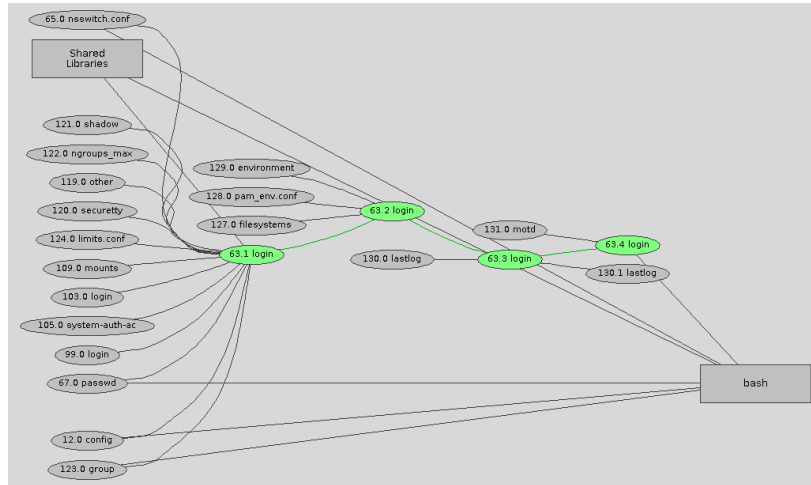 65.0 nsswitch.conf
Shared
Libraries
121.0 shadow
122.0 ngroups_max
119.0 other
120.0 securetty
124.0 limits.conf
109.0 mounts
103.0 login
105.0 system-auth-ac
99.0 login
67.0 passwd
12.0 config
123.0 group
129.0 environment
128.0 pam_env.conf
127.0 filesystems
63.1 login
63.2 login
130.0 lastlog
131.0 motd
63.3 login
63.4 login
130.1 lastlog
bash